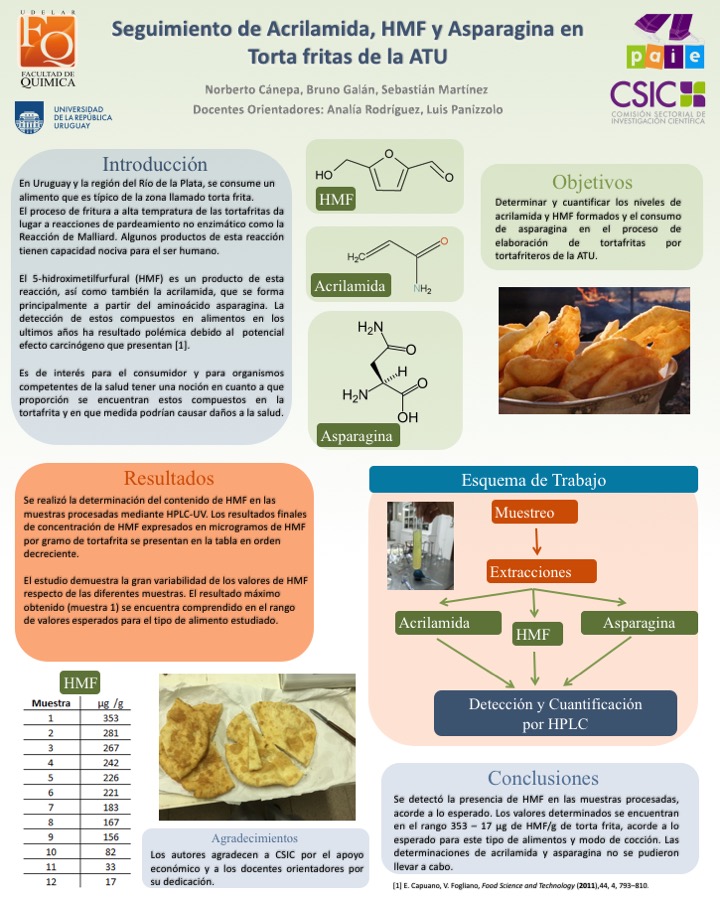 UDELAR
FQ
FACULTAD DE
QUIMICA
UNIVERSIDAD
DE LA REPÚBLICA
URUGUAY
Seguimiento de Acrilamida, HMF y Asparagina en
Torta fritas de la ATU
Norberto Cánepa, Bruno Galán, Sebastián Martínez
Docentes Orientadores: Analía Rodríguez, Luis Panizzolo
paie
CSIC
COMISIÓN SECTORIAL DE
INVESTIGACIÓN CIENTÍFICA
Introducción
En Uruguay y la región del Río de la Plata, se consume un
alimento que es típico de la zona llamado torta frita.
El proceso de fritura a alta tempratura de las tortafritas da
lugar a reacciones de pardeamiento no enzimático como la
Reacción de Malliard. Algunos productos de esta reacción
tienen capacidad nociva para el ser humano.
El 5-hidroximetilfurfural (HMF) es un producto de esta
reacción, así como también la acrilamida, que se forma
principalmente a partir del aminoácido asparagina. La
detección de estos compuestos en alimentos en los
ultimos años ha resultado polémica debido al potencial
efecto carcinógeno que presentan [1].
Es de interés para el consumidor y para organismos
competentes de la salud tener una noción en cuanto a que
proporción se encuentran estos compuestos en la
tortafrita y en que medida podrían causar daños a la salud.
HO
O
O
HMF
H₂C
O
NH₂
Acrilamida
H₂N
O
H
O
H₂N
OH
Asparagina
Objetivos
Determinar y cuantificar los niveles de
acrilamida y HMF formados y el consumo
de asparagina en el proceso de
elaboración de tortafritas por
tortafriteros de la ATU.
Resultados
Se realizó la determinación del contenido de HMF en las
muestras procesadas mediante HPLC-UV. Los resultados finales
de concentración de HMF expresados en microgramos de HMF
por gramo de tortafrita se presentan en la tabla en orden
decreciente.
El estudio demuestra la gran variabilidad de los valores de HMF
respecto de las diferentes muestras. El resultado máximo
obtenido (muestra 1) se encuentra comprendido en el rango
de valores esperados para el tipo de alimento estudiado.
Esquema de Trabajo
Muestreo
Extracciones
Acrilamida
HMF
Asparagina
Detección y Cuantificación
por HPLC
HMF
Muestra µg /g
1 353
2 281
3 267
4 242
5 226
6 221
7 183
8 167
9 156
10 82
11 33
12 17
Agradecimientos
Los autores agradecen a CSIC por el apoyo
económico y a los docentes orientadores por
su dedicación.
Conclusiones
Se detectó la presencia de HMF en las muestras procesadas,
acorde a lo esperado. Los valores determinados se encuentran
en el rango 353 – 17 µg de HMF/g de torta frita, acorde a lo
esperado para este tipo de alimentos y modo de cocción. Las
determinaciones de acrilamida y asparagina no se pudieron
llevar a cabo.
[1] E. Capuano, V. Fogliano, Food Science and Technology (2011),44, 4, 793–810.